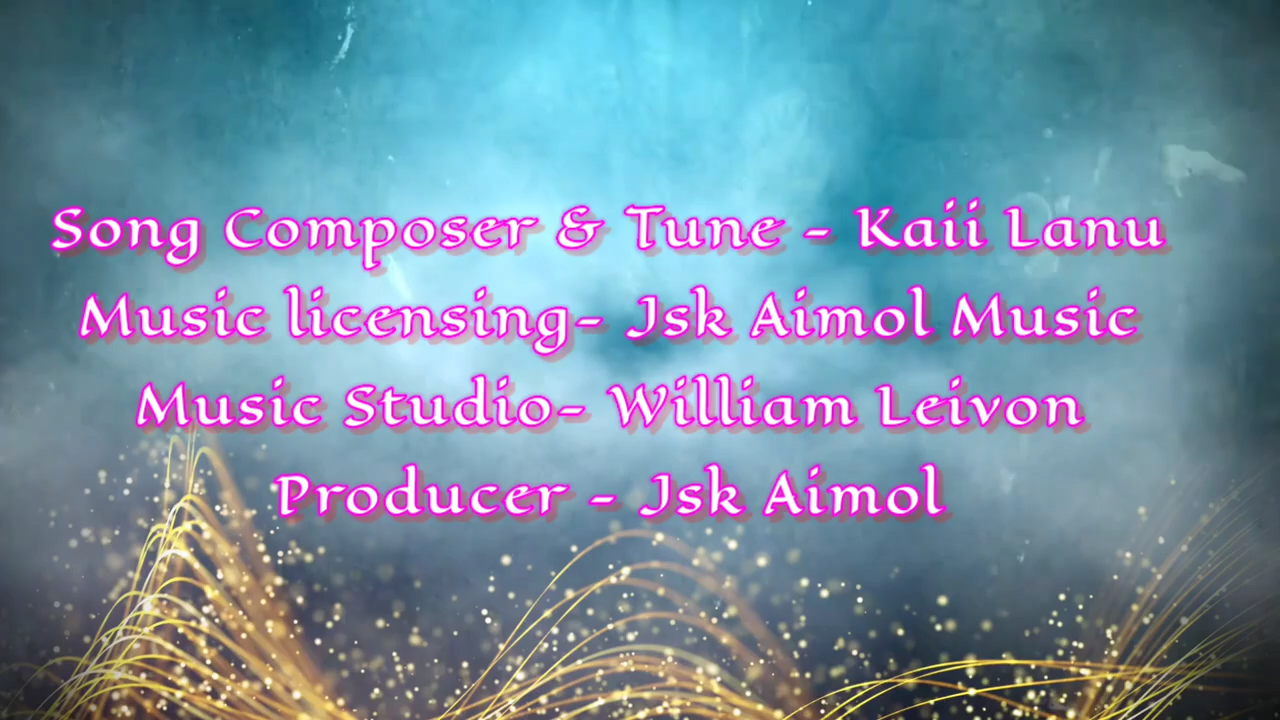 Song Composer & Tune - Kaii Lanu
Music licensing- Jsk Aimol Music
Music Studio- William Leivon
Producer - Jsk Aimol